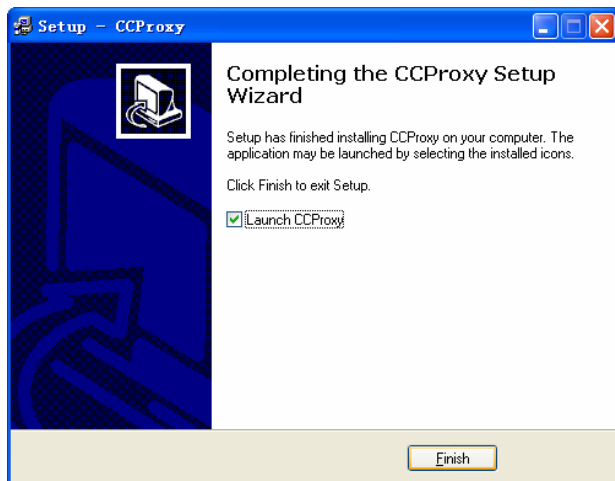 Setup - CCProxy
Completing the CCProxy Setup
Wizard
Setup has finished installing CCProxy on your computer. The
application may be launched by selecting the installed icons.
Click Finish to exit Setup.
Launch CCProxy
Finish